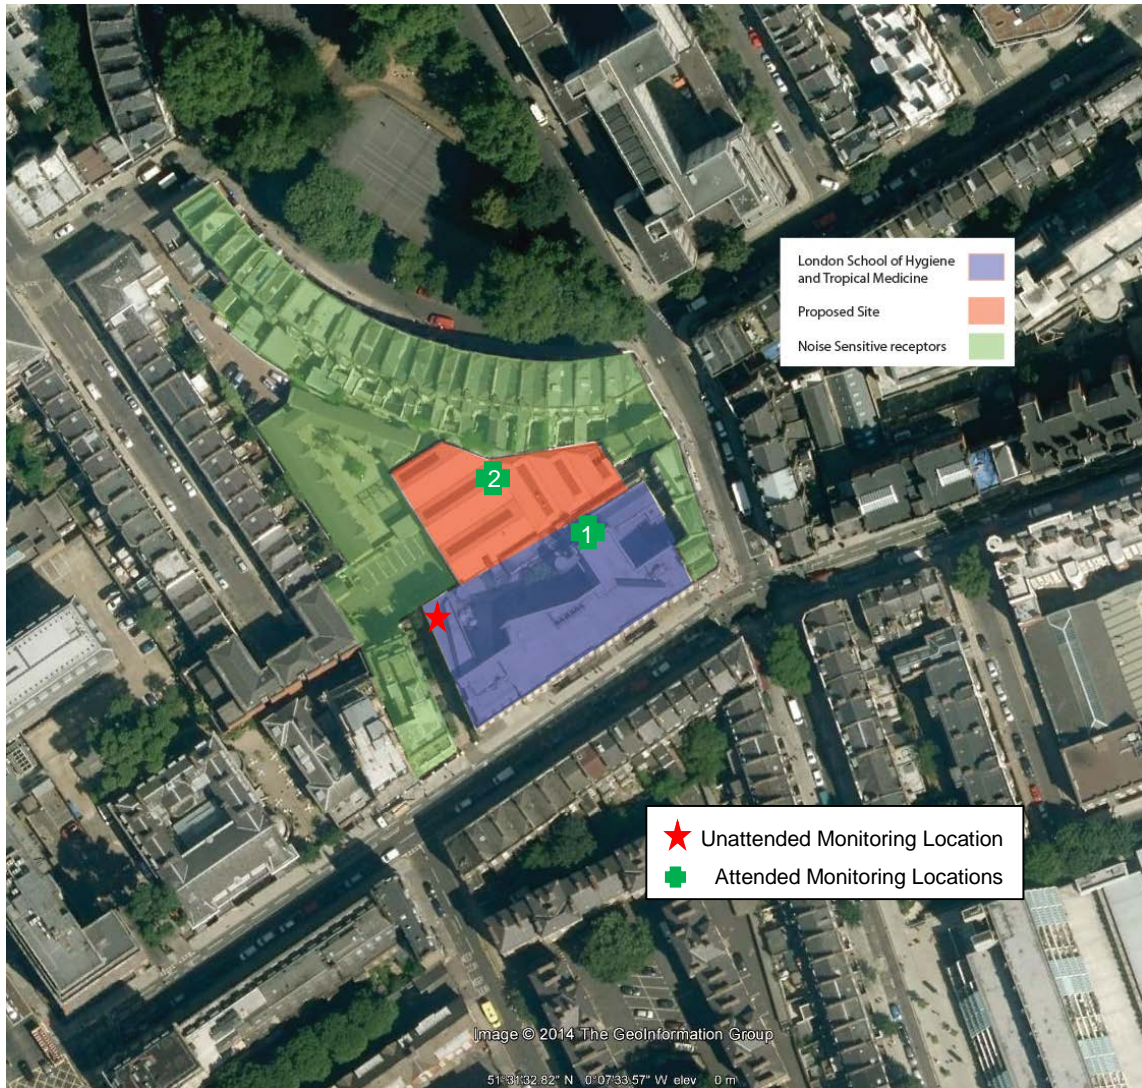 London School of Hygiene
and Tropical Medicine
Proposed Site
Noise Sensitive receptors
2
1
Unattended Monitoring Location
Attended Monitoring Locations
Image © 2014 The GeoInformation Group
51°31'32.82" N 0°07'33.57" W elev 0 m